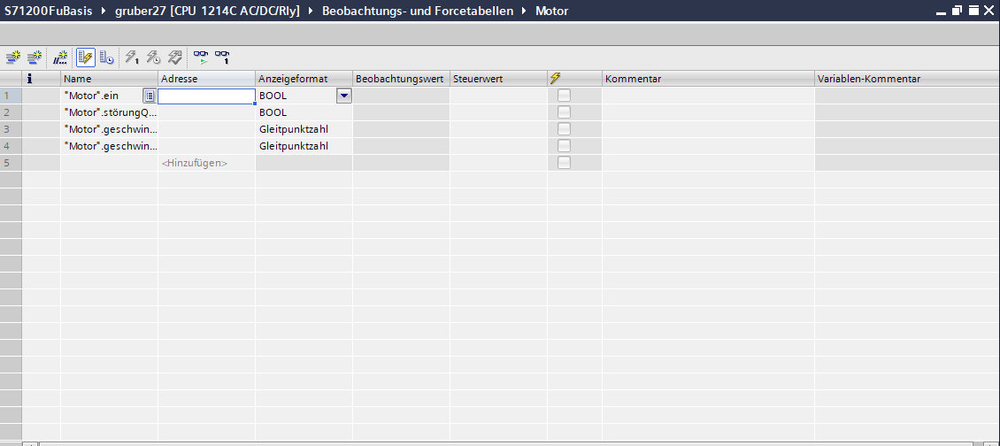 S71200FuBasis ▸ gruber27 [CPU 1214C AC/DC/Rly] ▸ Beobachtungs- und Forcetabellen ▸ Motor
i Name Adresse Anzeigeformat Beobachtungswert Steuerwert Kommentar Variablen-Kommentar
1 "Motor".ein BOOL
2 "Motor".störungQ... BOOL
3 "Motor".geschwin... Gleitpunktzahl
4 "Motor".geschwin... Gleitpunktzahl
5 <Hinzufügen>